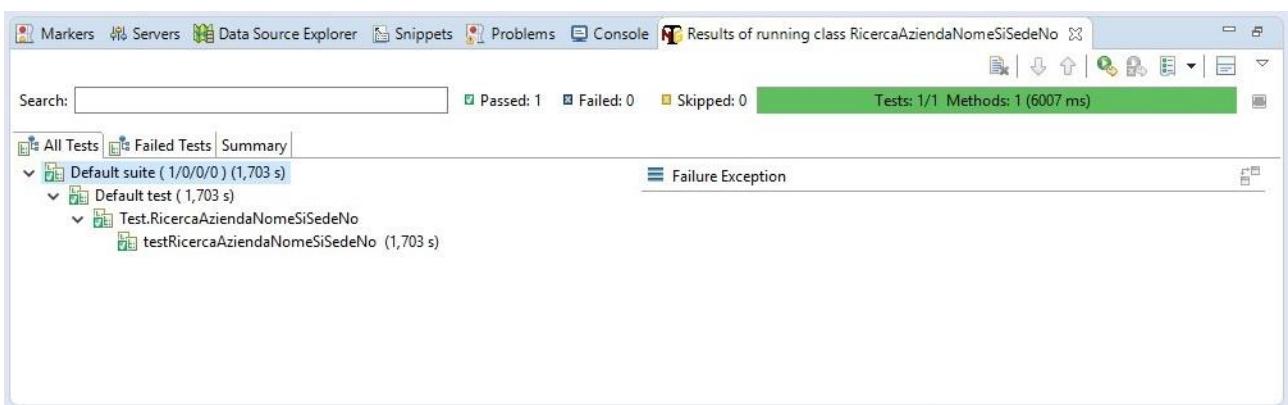 Markers Servers Data Source Explorer Snippets Problems Console Results of running class RicercaAziendaNomeSiSedeNo
Search: Passed: 1 Failed: 0 Skipped: 0 Tests: 1/1 Methods: 1 (6007 ms)
All Tests Failed Tests Summary
Default suite ( 1/0/0/0 ) (1,703 s) Failure Exception
Default test ( 1,703 s)
Test.RicercaAziendaNomeSiSedeNo
testRicercaAziendaNomeSiSedeNo (1,703 s)